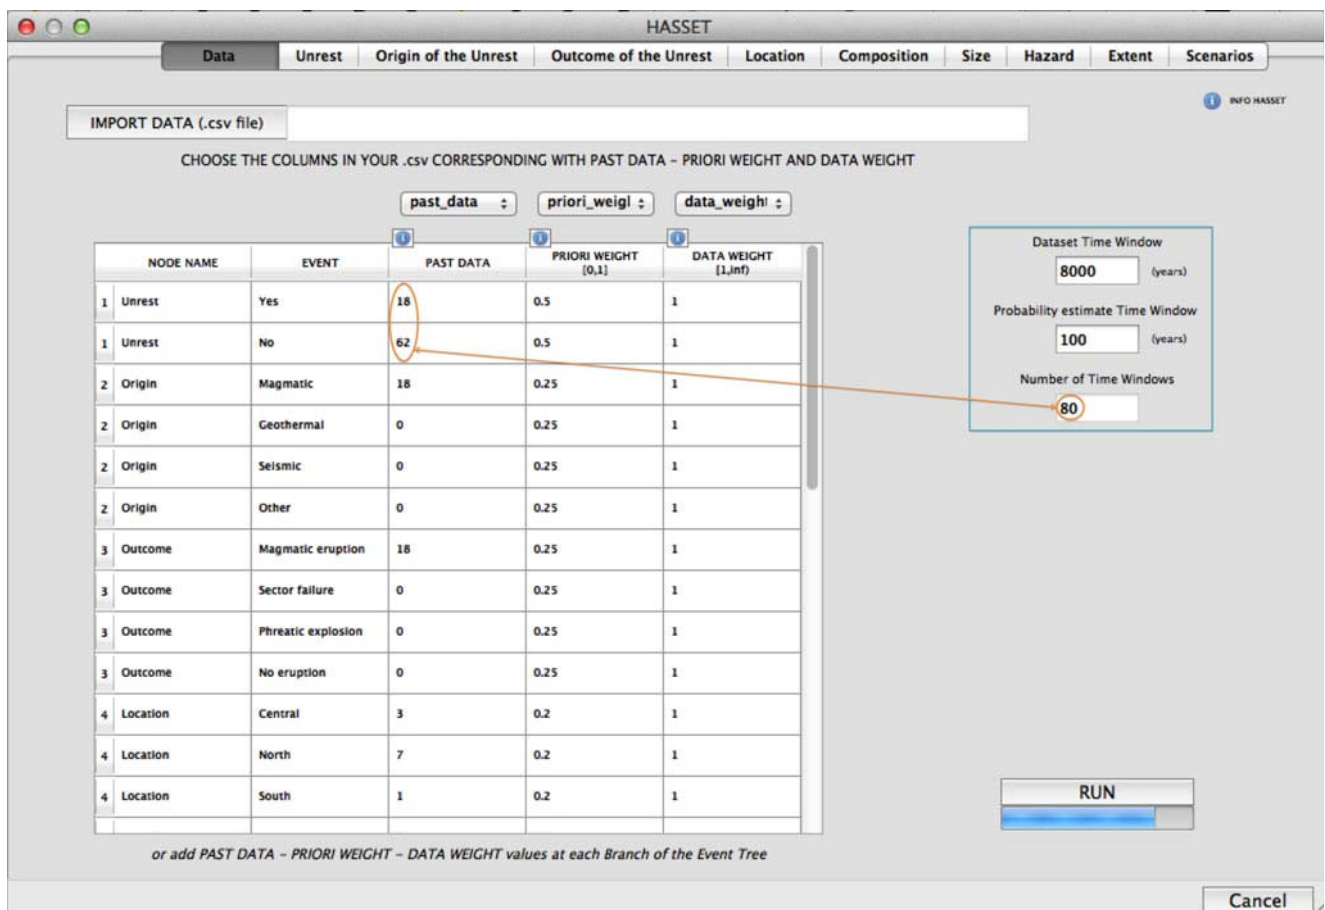 HASSET
Data Unrest Origin of the Unrest Outcome of the Unrest Location Composition Size Hazard Extent Scenarios
INFO HASSET
IMPORT DATA (.csv file)
CHOOSE THE COLUMNS IN YOUR .csv CORRESPONDING WITH PAST DATA - PRIORI WEIGHT AND DATA WEIGHT
past_data priori_weigl data_weight
NODE NAME EVENT PAST DATA PRIORI WEIGHT [0,1] DATA WEIGHT [1,inf)
1 Unrest Yes 18 0.5 1
1 Unrest No 62 0.5 1
2 Origin Magmatic 18 0.25 1
2 Origin Geothermal 0 0.25 1
2 Origin Seismic 0 0.25 1
2 Origin Other 0 0.25 1
3 Outcome Magmatic eruption 18 0.25 1
3 Outcome Sector failure 0 0.25 1
3 Outcome Phreatic explosion 0 0.25 1
3 Outcome No eruption 0 0.25 1
4 Location Central 3 0.2 1
4 Location North 7 0.2 1
4 Location South 1 0.2 1
or add PAST DATA - PRIORI WEIGHT - DATA WEIGHT values at each Branch of the Event Tree
Dataset Time Window
8000 (years)
Probability estimate Time Window
100 (years)
Number of Time Windows
80
RUN
Cancel